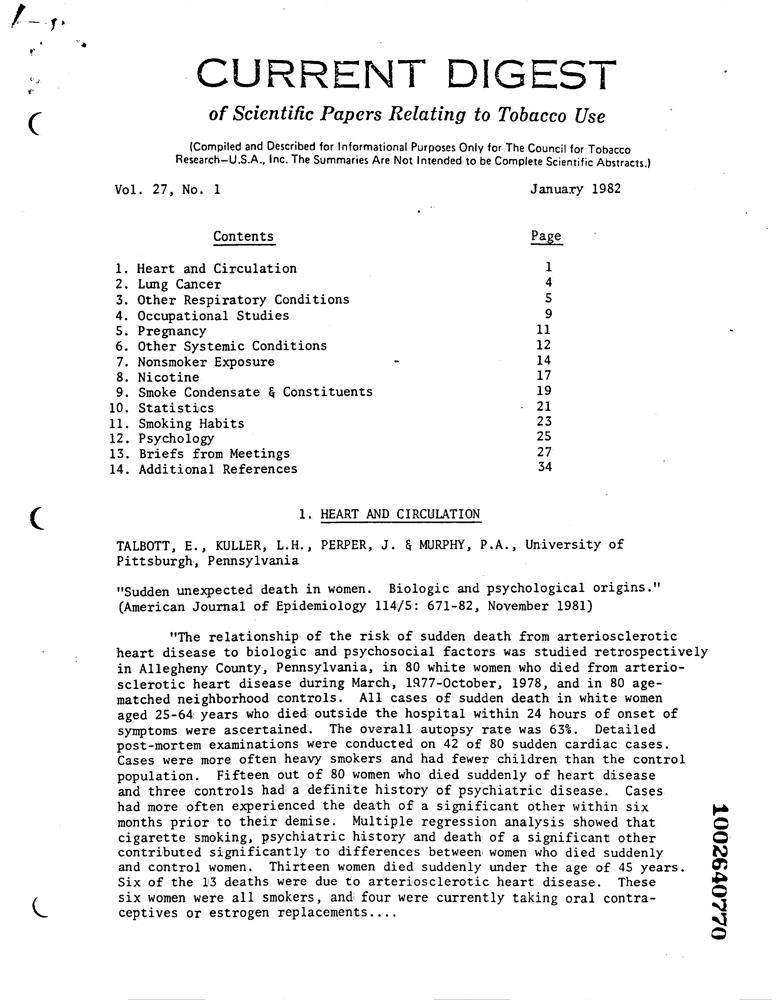 CURRENT DIGEST
of Scientific Papers Relating to Tobacco Use
(Compiled and Described for Informational Purposes Only for The Council for Tobacco
Research—U.S.A., Inc. The Summaries Are Not Intended to be Complete Scientific Abstracts.)
Vol. 27, No. 1 January 1982
Contents Page
1. Heart and Circulation 1
2. Lung Cancer 4
3. Other Respiratory Conditions 5
4. Occupational Studies 9
5. Pregnancy 11
6. Other Systemic Conditions 12
7. Nonsmoker Exposure 14
8. Nicotine 17
9. Smoke Condensate & Constituents 19
10. Statistics 21
11. Smoking Habits 23
12. Psychology 25
13. Briefs from Meetings 27
14. Additional References 34
1. HEART AND CIRCULATION
TALBOTT, E., KULLER, L.H., PERPER, J. & MURPHY, P.A., University of
Pittsburgh, Pennsylvania
"Sudden unexpected death in women. Biologic and psychological origins."
(American Journal of Epidemiology 114/5: 671-82, November 1981)
"The relationship of the risk of sudden death from arteriosclerotic
heart disease to biologic and psychosocial factors was studied retrospectively
in Allegheny County, Pennsylvania, in 80 white women who died from arterio-
sclerotic heart disease during March, 1977-October, 1978, and in 80 age-
matched neighborhood controls. All cases of sudden death in white women
aged 25-64 years who died outside the hospital within 24 hours of onset of
symptoms were ascertained. The overall autopsy rate was 63%. Detailed
post-mortem examinations were conducted on 42 of 80 sudden cardiac cases.
Cases were more often heavy smokers and had fewer children than the control
population. Fifteen out of 80 women who died suddenly of heart disease
and three controls had a definite history of psychiatric disease. Cases
had more often experienced the death of a significant other within six
months prior to their demise. Multiple regression analysis showed that
cigarette smoking, psychiatric history and death of a significant other
contributed significantly to differences between women who died suddenly
and control women. Thirteen women died suddenly under the age of 45 years.
Six of the 13 deaths were due to arteriosclerotic heart disease. These
six women were all smokers, and four were currently taking oral contra-
ceptives or estrogen replacements....
1002640770